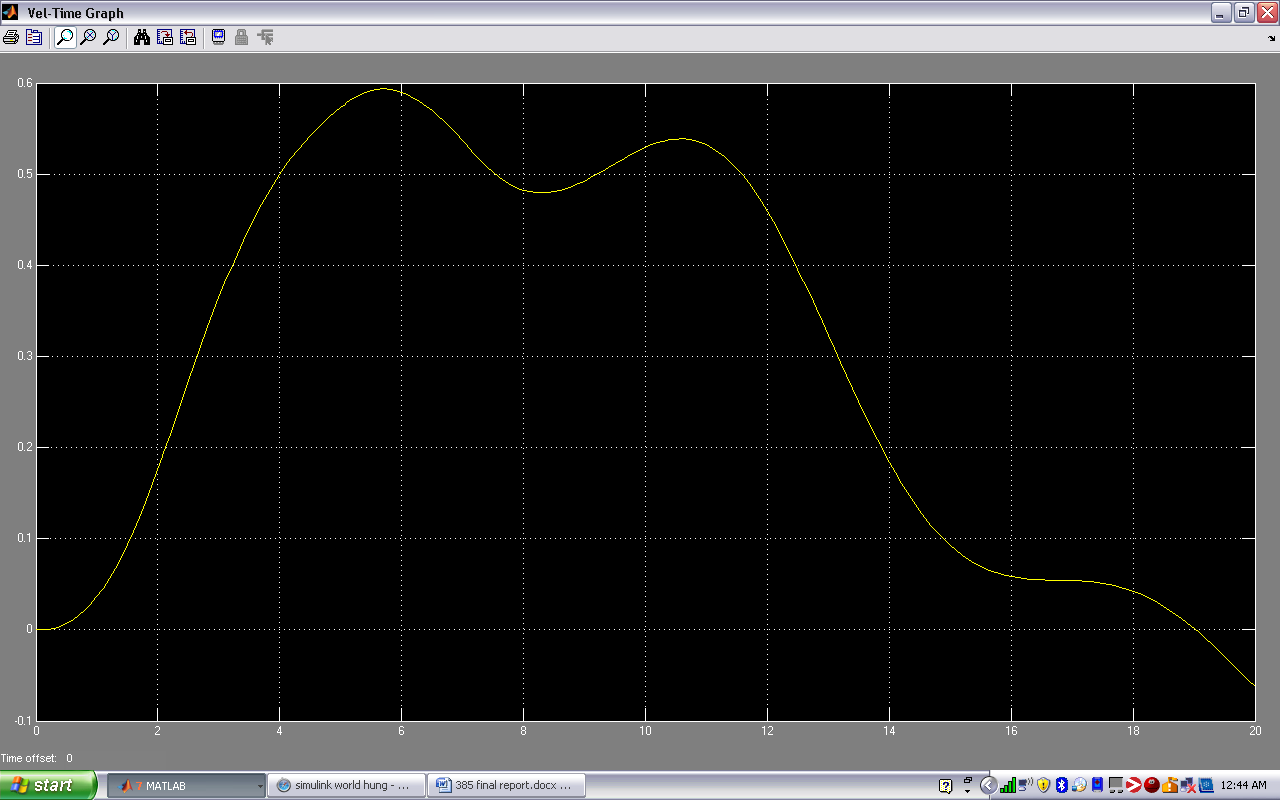 Vel-Time Graph
0.6
0.5
0.4
0.3
0.2
0.1
0
-0.1
0 2 4 6 8 10 12 14 16 18 20
Time offset: 0
start
7 MATLAB
simulink world hung - ...
385 final report.docx ...
12:44 AM